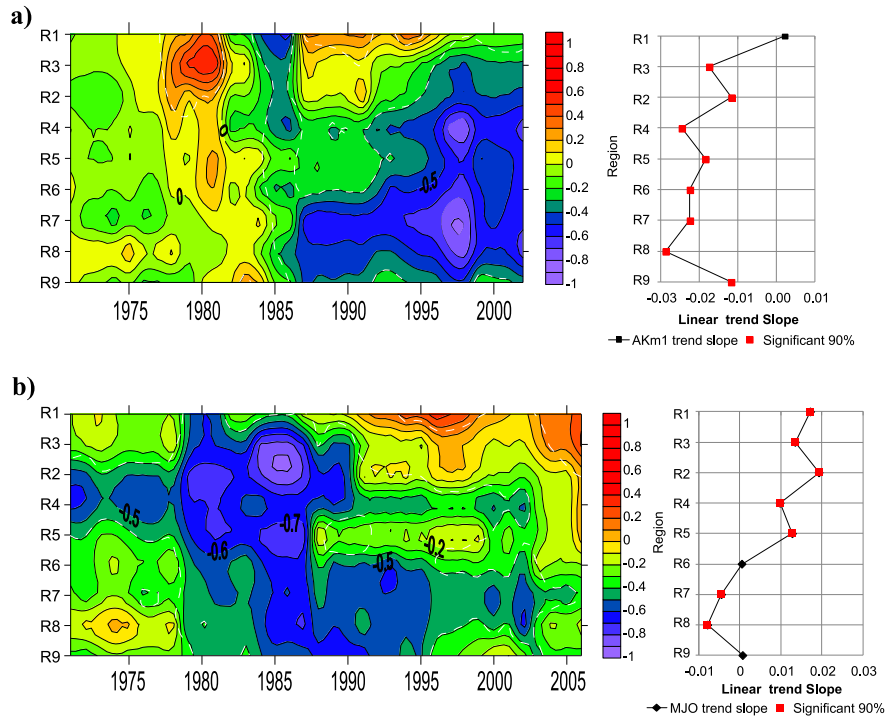 a)
R1
R3
R2
R4
R5
R6
R7
R8
R9
0
0
-0.5
1975
1980
1985
1990
1995
2000
1
0.8
0.6
0.4
0.2
0
-0.2
-0.4
-0.6
-0.8
-1
Region
R1
R3
R2
R4
R5
R6
R7
R8
R9
-0.03
-0.02
-0.01
0.00
0.01
Linear trend Slope
AKm1 trend slope
Significant 90%
b)
R1
R3
R2
R4
R5
R6
R7
R8
R9
-0.5
-0.7
-0.6
-0.2
-0.5
1975
1980
1985
1990
1995
2000
2005
1
0.8
0.6
0.4
0.2
0
-0.2
-0.4
-0.6
-0.8
-1
Region
R1
R3
R2
R4
R5
R6
R7
R8
R9
-0.01
0
0.01
0.02
0.03
Linear trend Slope
MJO trend slope
Significant 90%